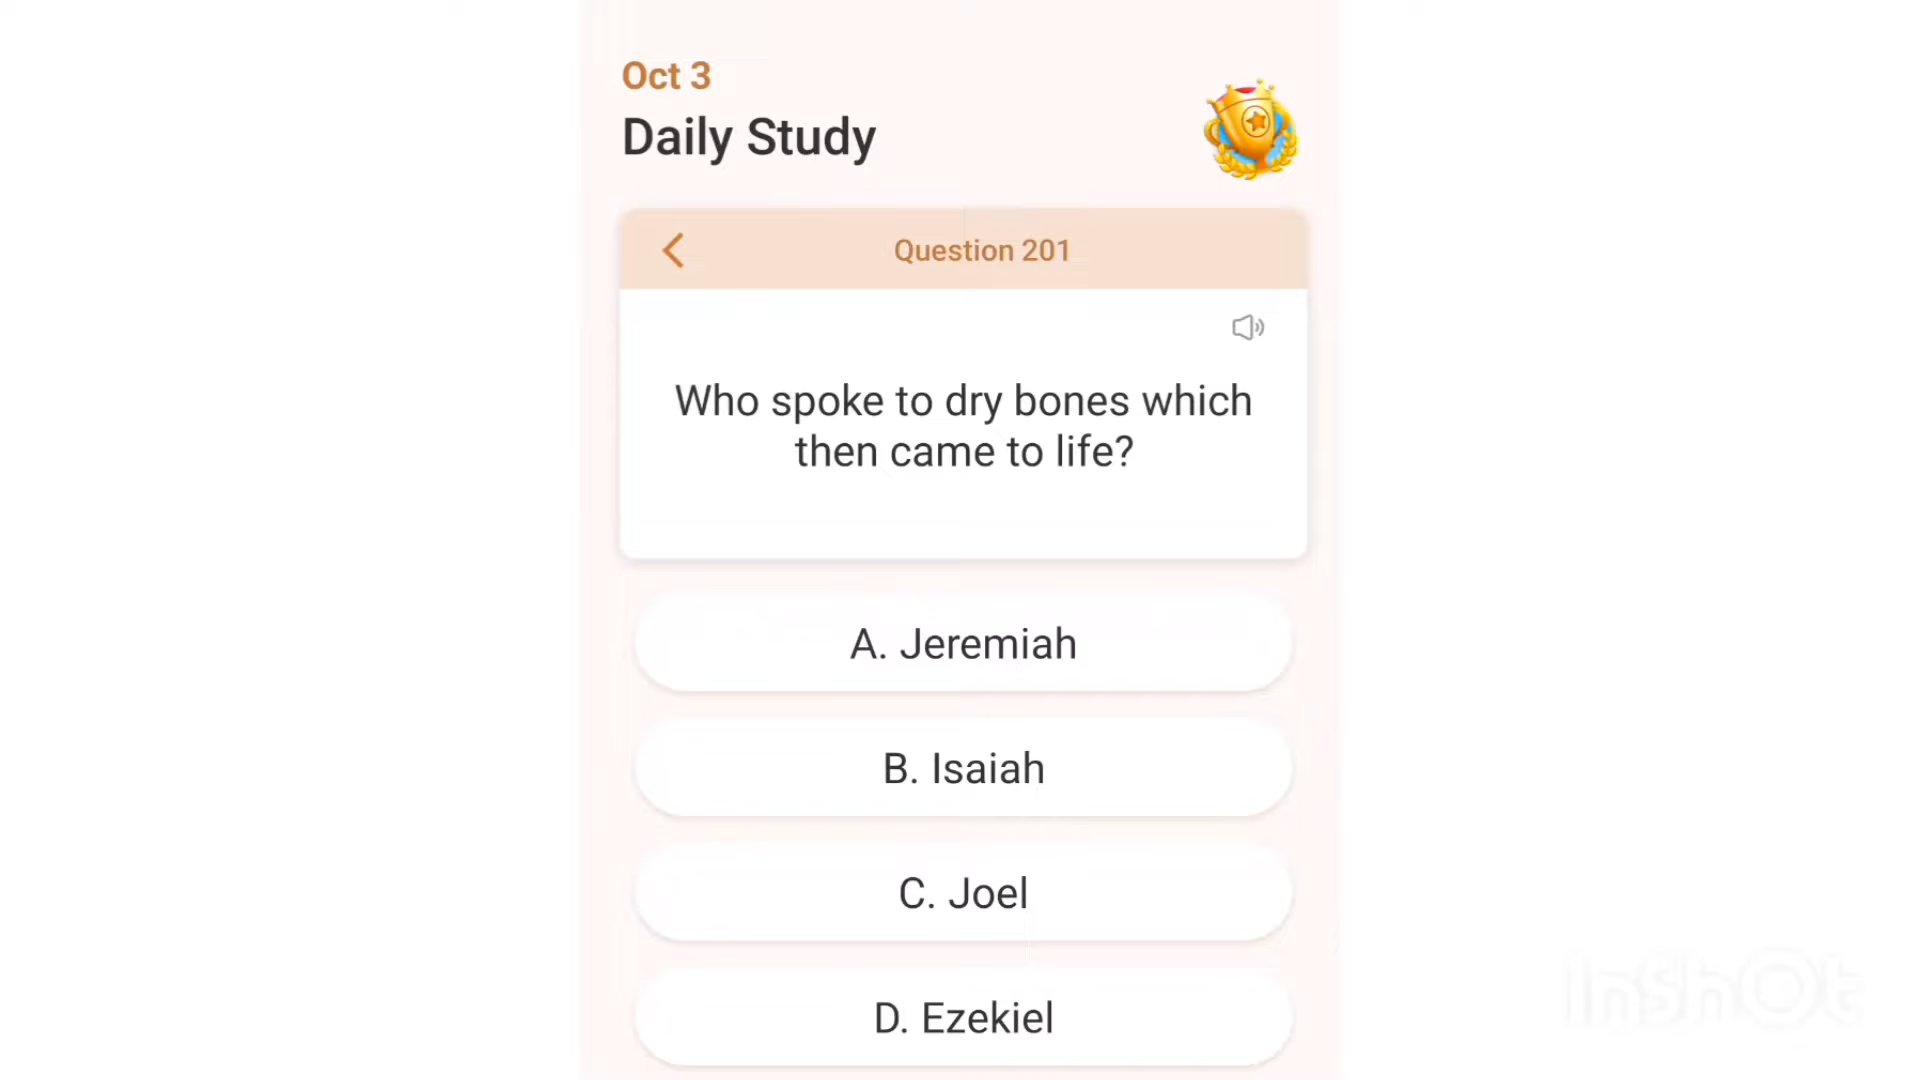 Oct 3
Daily Study
Question 201
Who spoke to dry bones which
then came to life?
A. Jeremiah
B. Isaiah
C. Joel
D. Ezekiel
InShOt